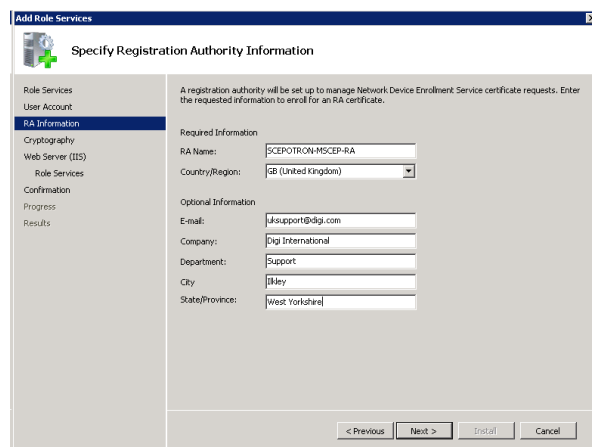 Add Role Services
Specify Registration Authority Information
Role Services
User Account
RA Information
Cryptography
Web Server (IIS)
Role Services
Confirmation
Progress
Results
A registration authority will be set up to manage Network Device Enrollment Service certificate requests. Enter
the requested information to enroll for an RA certificate.
Required Information
RA Name: SCEPOTRON-MSCEP-RA
Country/Region: GB (United Kingdom)
Optional Information
E-mail: uksupport@digi.com
Company: Digi International
Department: Support
City Ilkley
State/Province: West Yorkshire
< Previous Next > Install Cancel